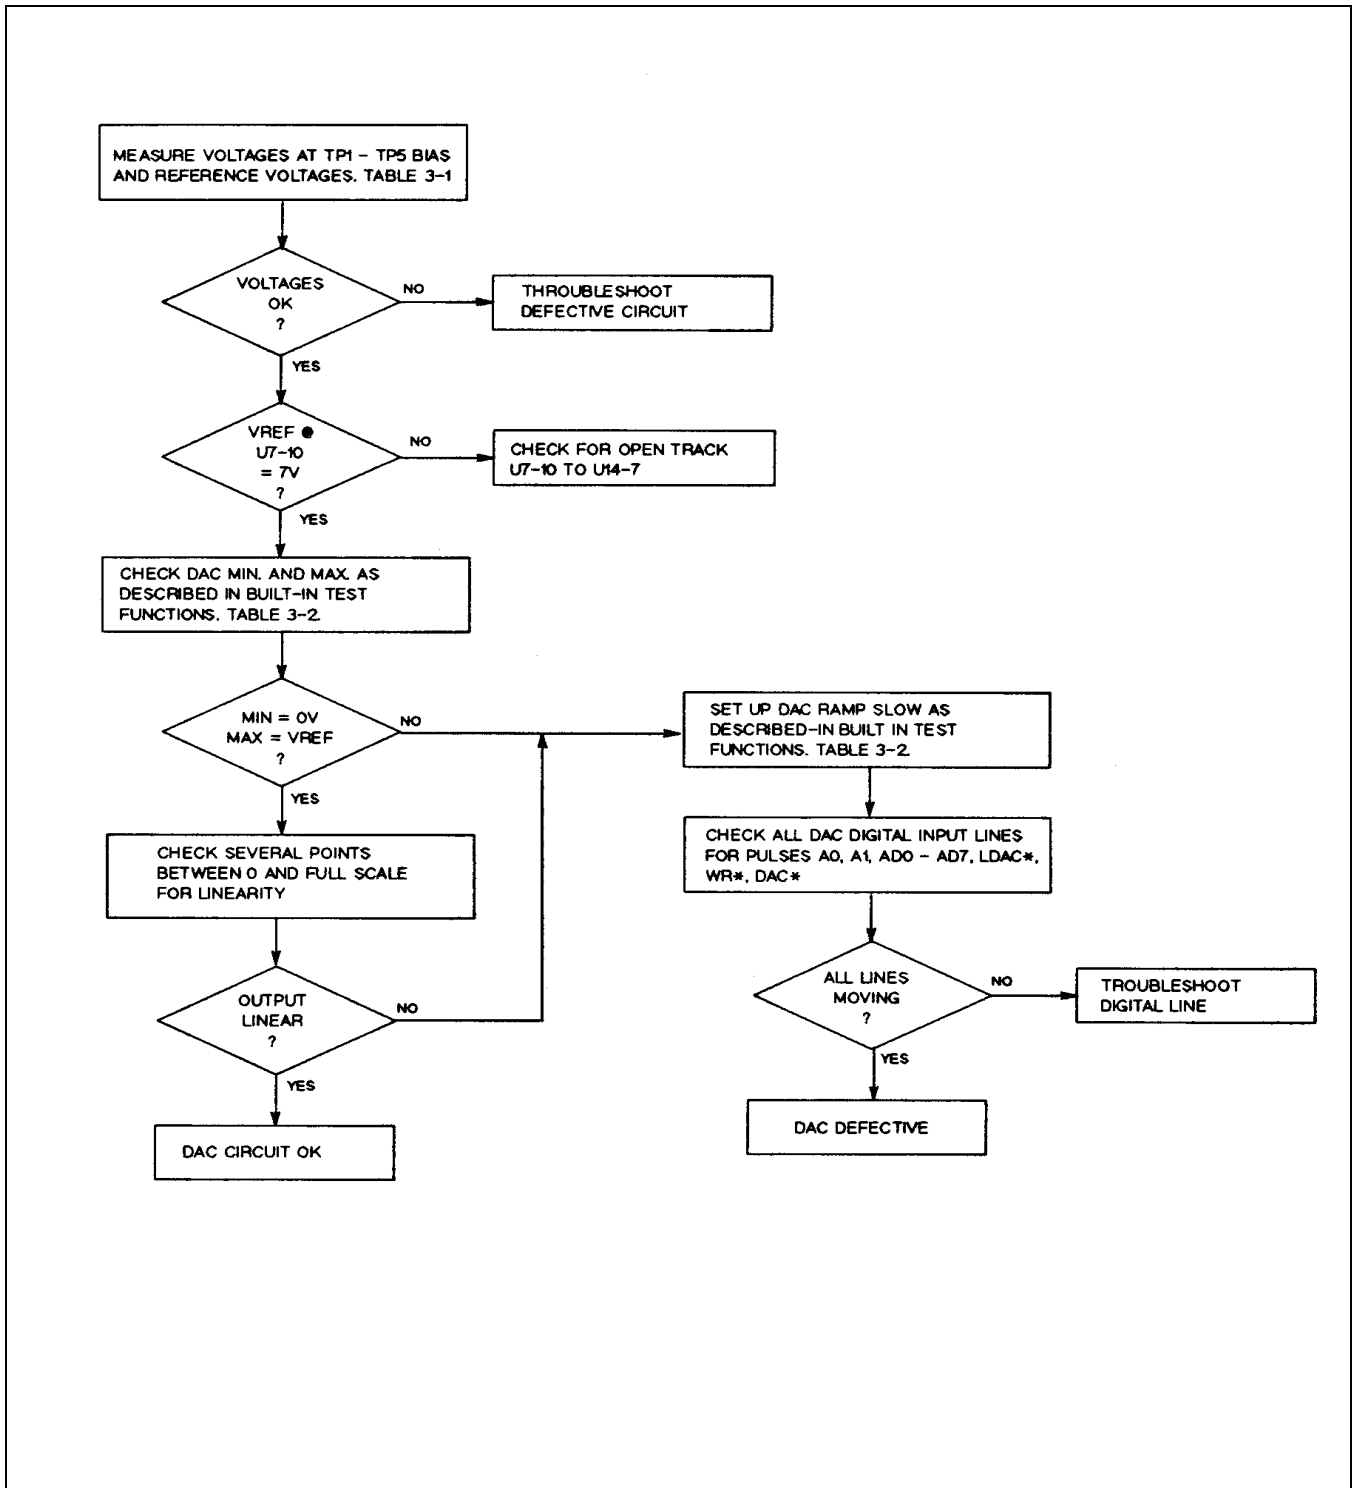 MEASURE VOLTAGES AT TP1 - TP5 BIAS
AND REFERENCE VOLTAGES. TABLE 3-1
VOLTAGES
OK
?
NO
THROUBLESHOOT
DEFECTIVE CIRCUIT
YES
VREF @
U7-10
= 7V
?
NO
CHECK FOR OPEN TRACK
U7-10 TO U14-7
YES
CHECK DAC MIN. AND MAX. AS
DESCRIBED IN BUILT-IN TEST
FUNCTIONS. TABLE 3-2.
MIN = 0V
MAX = VREF
?
NO
YES
CHECK SEVERAL POINTS
BETWEEN 0 AND FULL SCALE
FOR LINEARITY
OUTPUT
LINEAR
?
NO
YES
DAC CIRCUIT OK
SET UP DAC RAMP SLOW AS
DESCRIBED-IN BUILT IN TEST
FUNCTIONS. TABLE 3-2.
CHECK ALL DAC DIGITAL INPUT LINES
FOR PULSES A0, A1, AD0 - AD7, LDAC*,
WR*, DAC*
ALL LINES
MOVING
?
NO
TROUBLESHOOT
DIGITAL LINE
YES
DAC DEFECTIVE